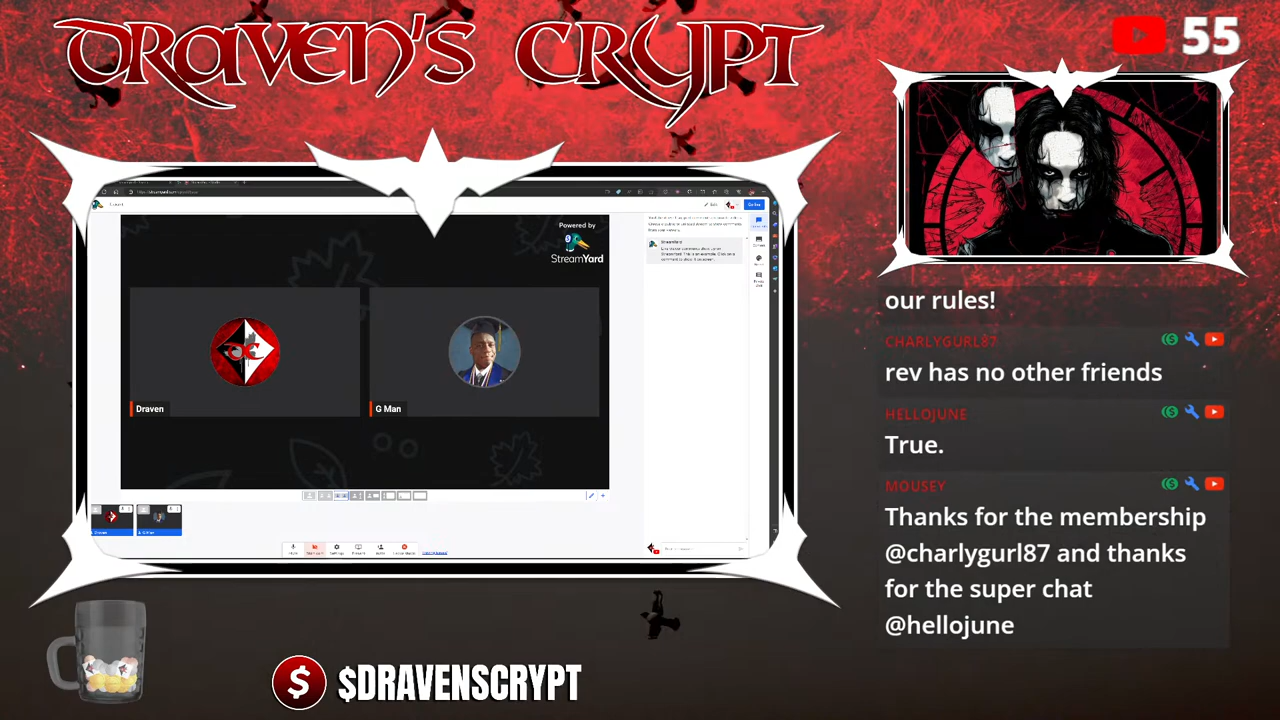 DRAVEN'S CRYPT
55
Powered by
StreamYard
Draven
G Man
StreamYard
our rules!
CHARLYGURL87
rev has no other friends
HELLOJUNE
True.
MOUSEY
Thanks for the membership
@charlygurl87 and thanks
for the super chat
@hellojune
$
$DRAVENSCRYPT